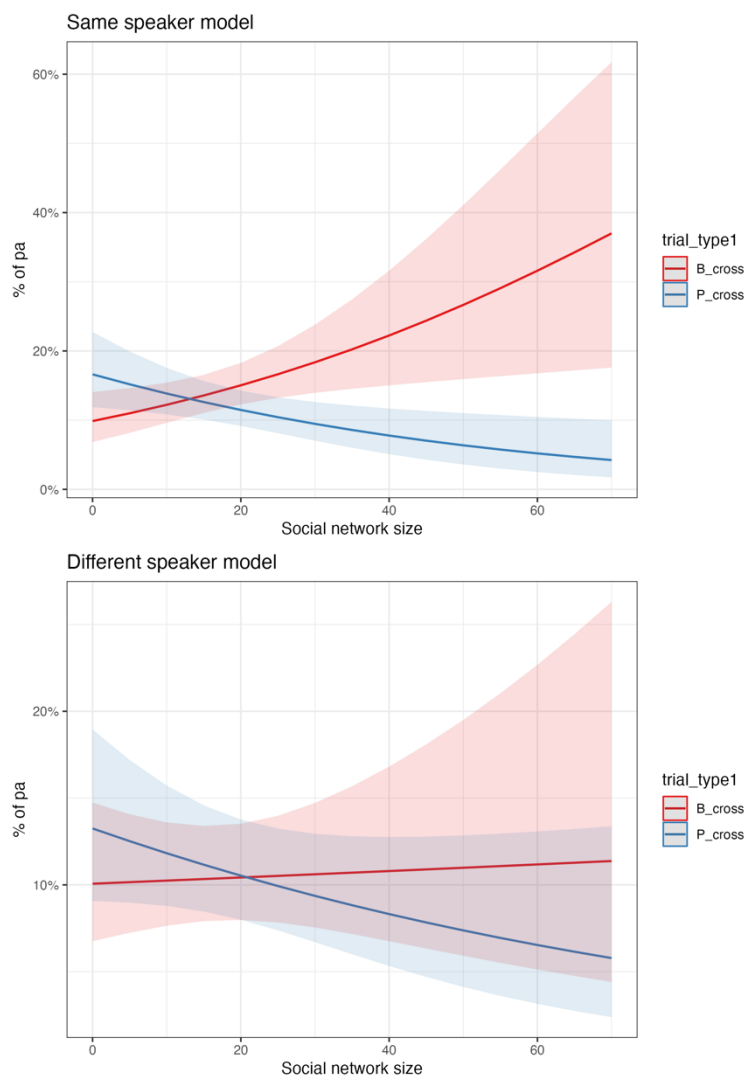 Same speaker model
60%
40%
20%
0%
% of pa
0
20
40
60
Social network size
trial_type1
B_cross
P_cross
Different speaker model
20%
10%
% of pa
0
20
40
60
Social network size
trial_type1
B_cross
P_cross